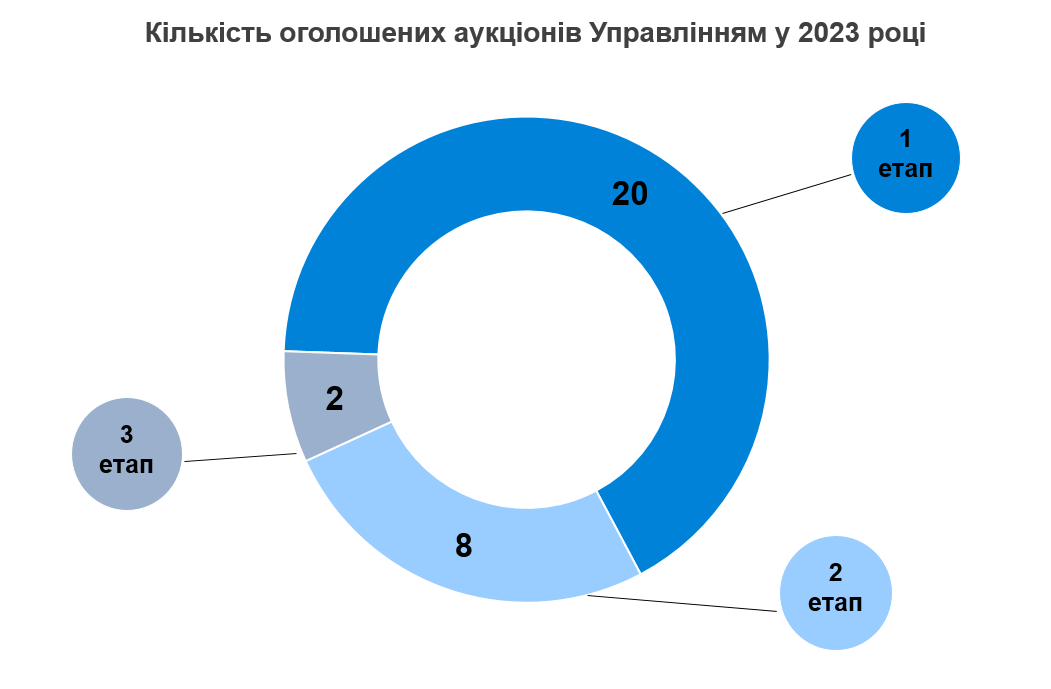 Кількість оголошених аукціонів Управлінням у 2023 році
1
етап
20
2
3
етап
8
2
етап